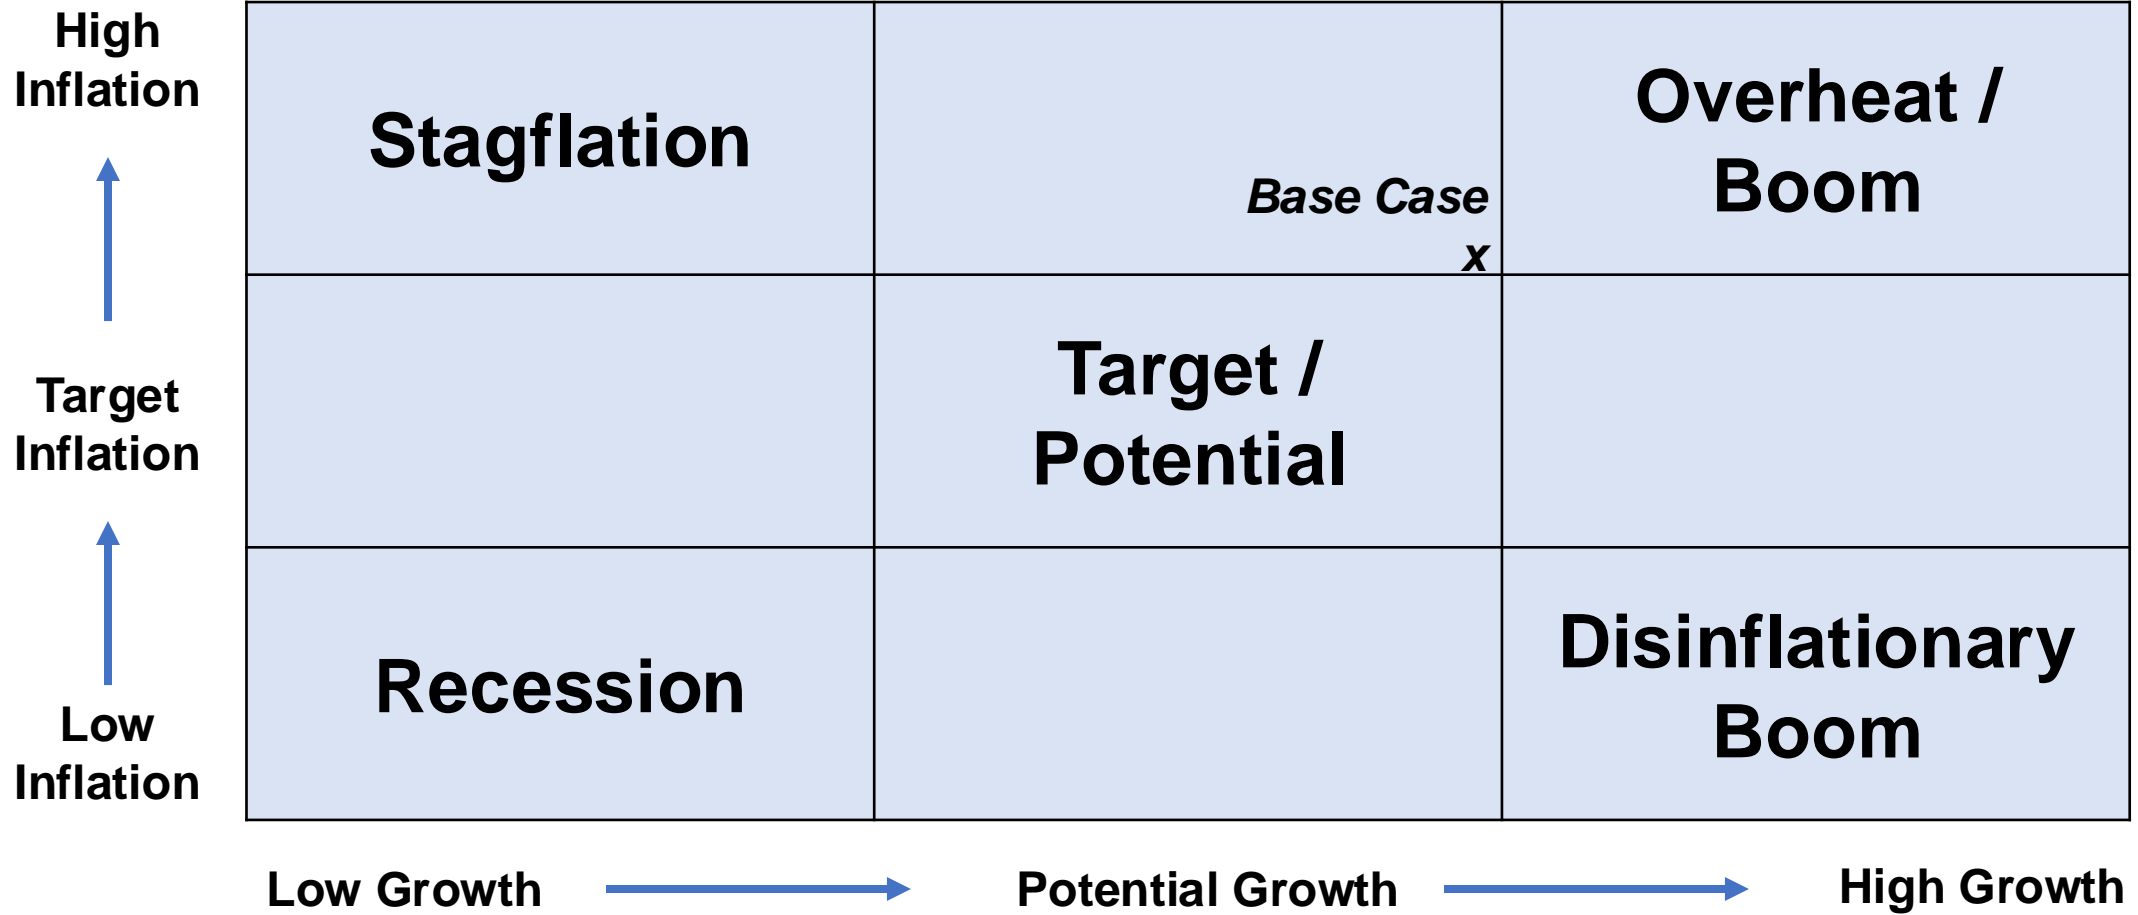 High
Inflation
Stagflation
Base Case
x
Overheat /
Boom
Target
Inflation
Target /
Potential
Low
Inflation
Recession
Disinflationary
Boom
Low Growth
Potential Growth
High Growth